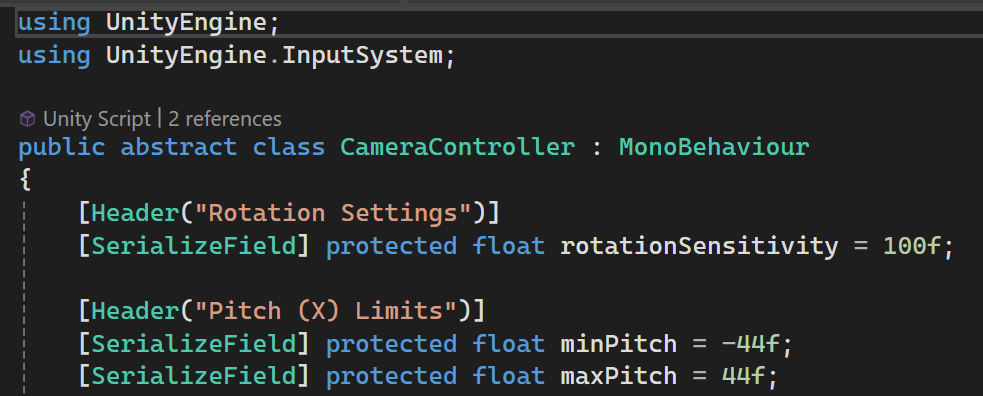 using UnityEngine;
using UnityEngine.InputSystem;
Unity Script | 2 references
public abstract class CameraController : MonoBehaviour
{
[Header("Rotation Settings")]
[SerializeField] protected float rotationSensitivity = 100f;
[Header("Pitch (X) Limits")]
[SerializeField] protected float minPitch = -44f;
[SerializeField] protected float maxPitch = 44f;